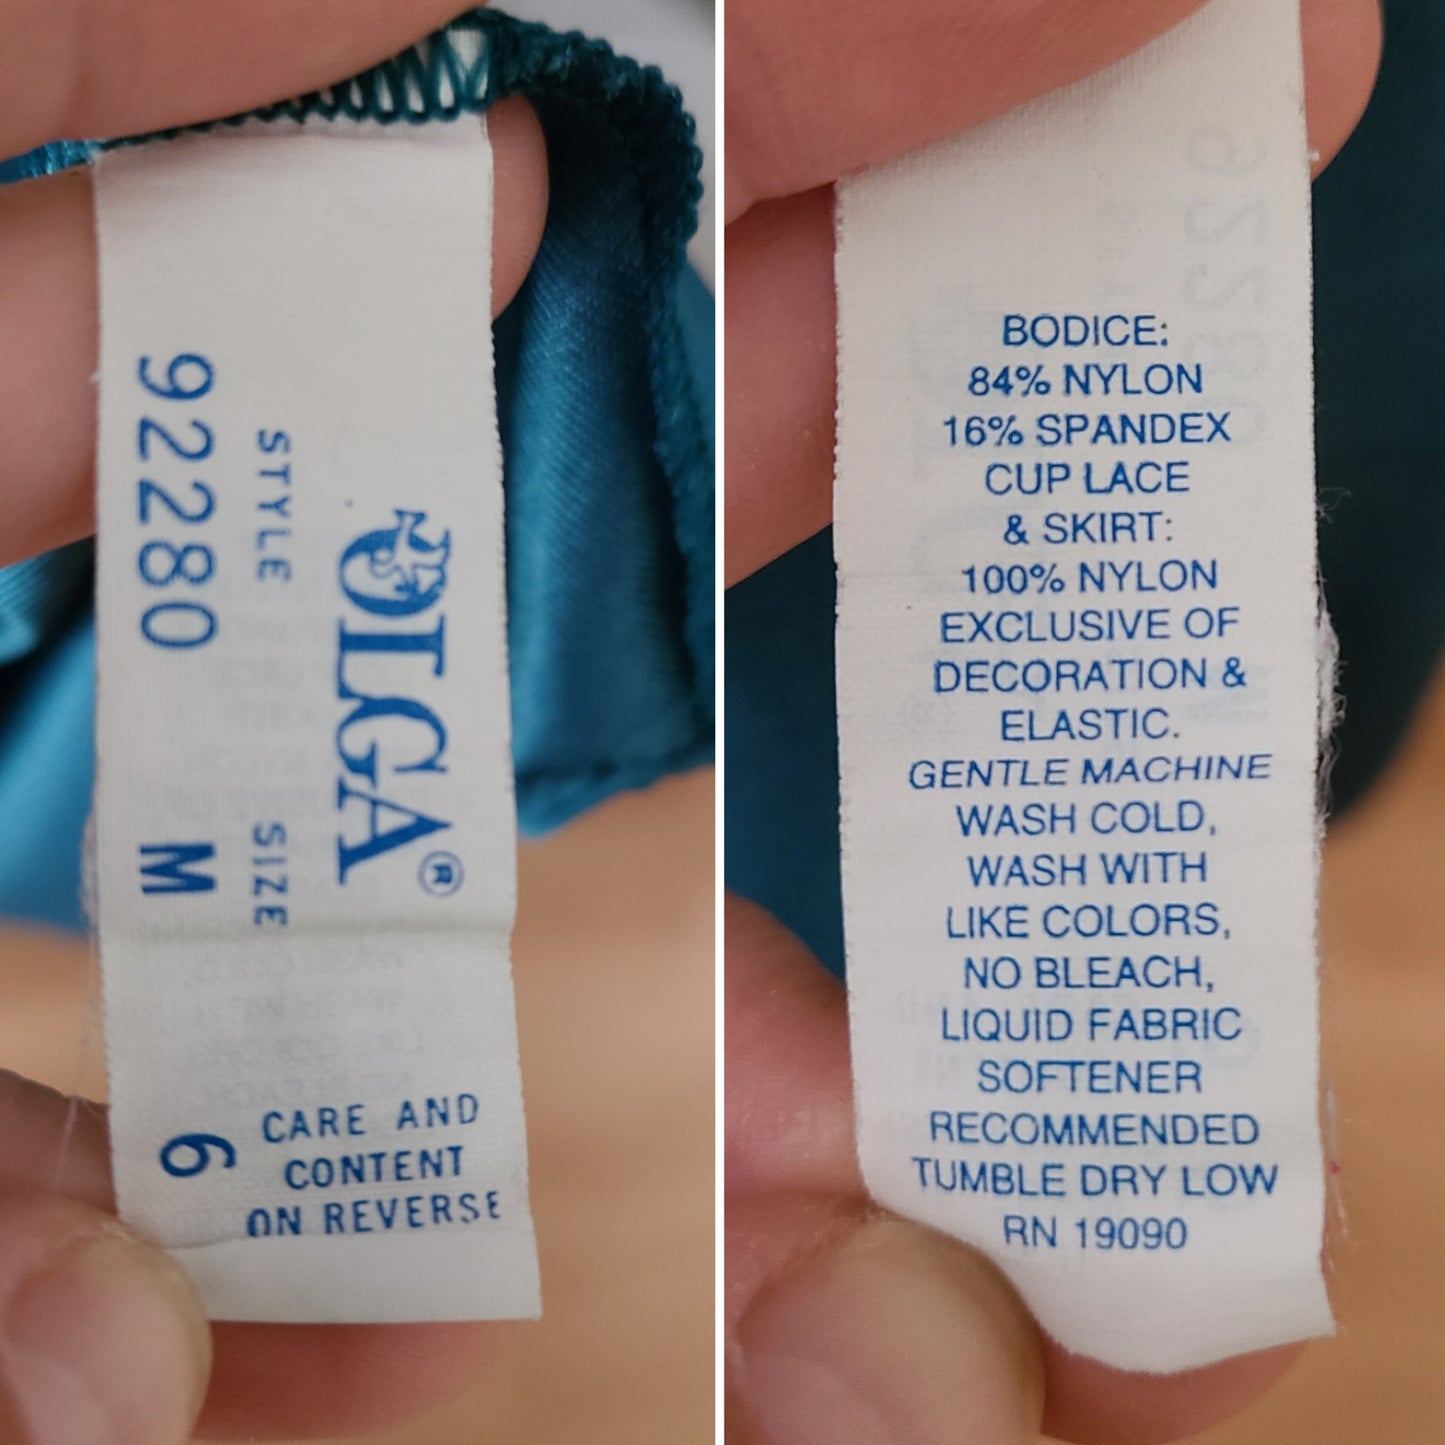 OLGA®
STYLE SIZE
92280 M
6
CARE AND
CONTENT
ON REVERSE
BODICE:
84% NYLON
16% SPANDEX
CUP LACE
& SKIRT:
100% NYLON
EXCLUSIVE OF
DECORATION &
ELASTIC.
GENTLE MACHINE
WASH COLD,
WASH WITH
LIKE COLORS,
NO BLEACH,
LIQUID FABRIC
SOFTENER
RECOMMENDED
TUMBLE DRY LOW
RN 19090